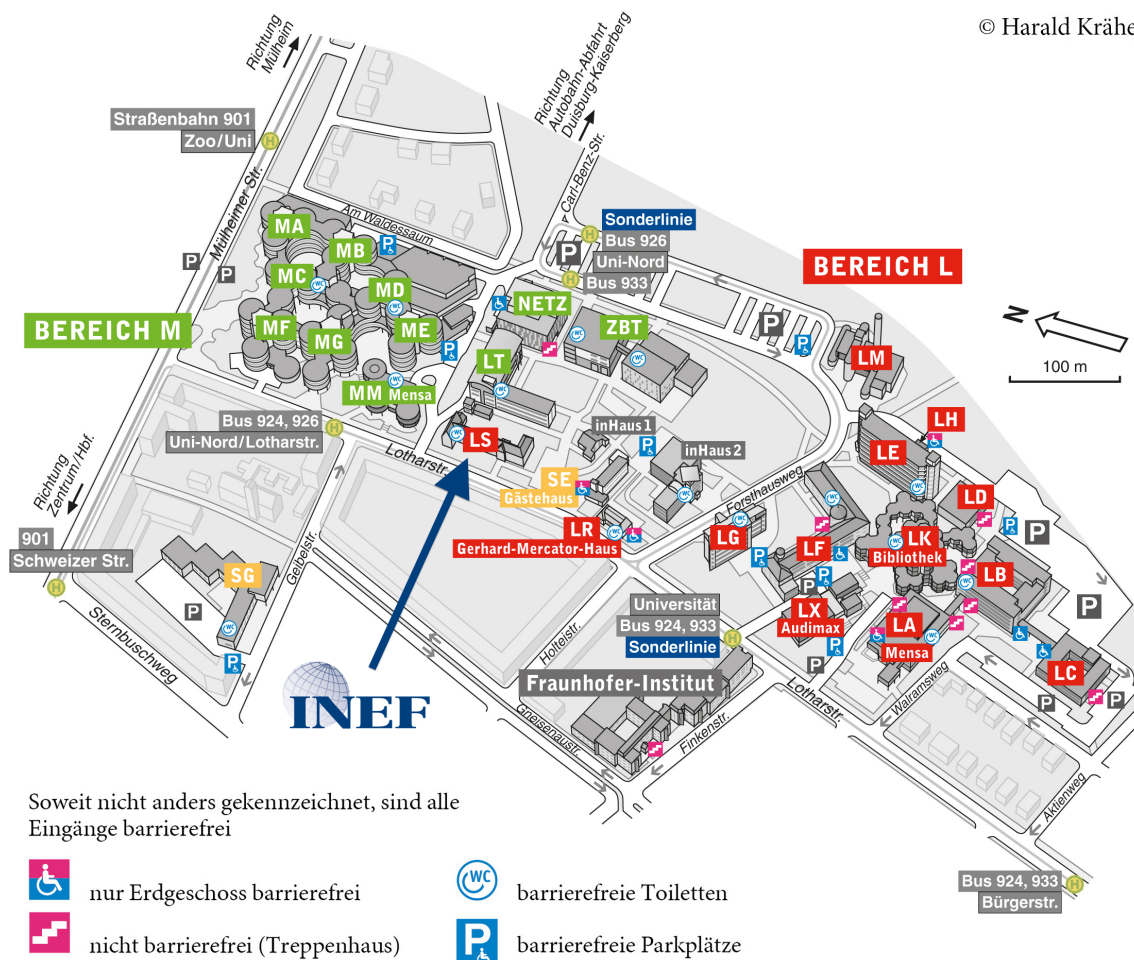 © Harald Krähe
Richtung
Mülheim
Richtung
Autobahn-Abfahrt
Duisburg-Kaiserberg
Straßenbahn 901
Zoo/Uni
H
Mülheimer Str.
Am Waldessaum
Carl-Benz-Str.
Sonderlinie
Bus 926
Uni-Nord
Bus 933
H
H
P
P
P
P
BEREICH L
BEREICH M
MA
MB
MC
MD
ME
MF
MG
MM Mensa
NETZ
ZBT
LT
LS
N
100 m
LM
LH
LE
LD
inHaus 1
inHaus 2
SE
Gästehaus
LR
Gerhard-Mercator-Haus
Forsthausweg
LG
LF
LK
Bibliothek
LB
LX
Audimax
LA
Mensa
LC
Bus 924, 926
Uni-Nord/Lotharstr.
H
Lotharstr.
Richtung
Zentrum/Hbf.
901
Schweizer Str.
H
SG
P
Geibelstr.
Sternbuschweg
Holteistr.
Universität
Bus 924, 933
Sonderlinie
H
Fraunhofer-Institut
INEF
Gneisenaustr.
Finkenstr.
Lotharstr.
Walramsweg
Aktienweg
P
P
P
P
P
P
Bus 924, 933
Bürgerstr.
H
Soweit nicht anders gekennzeichnet, sind alle
Eingänge barrierefrei
nur Erdgeschoss barrierefrei
WC
barrierefreie Toiletten
nicht barrierefrei (Treppenhaus)
P
barrierefreie Parkplätze